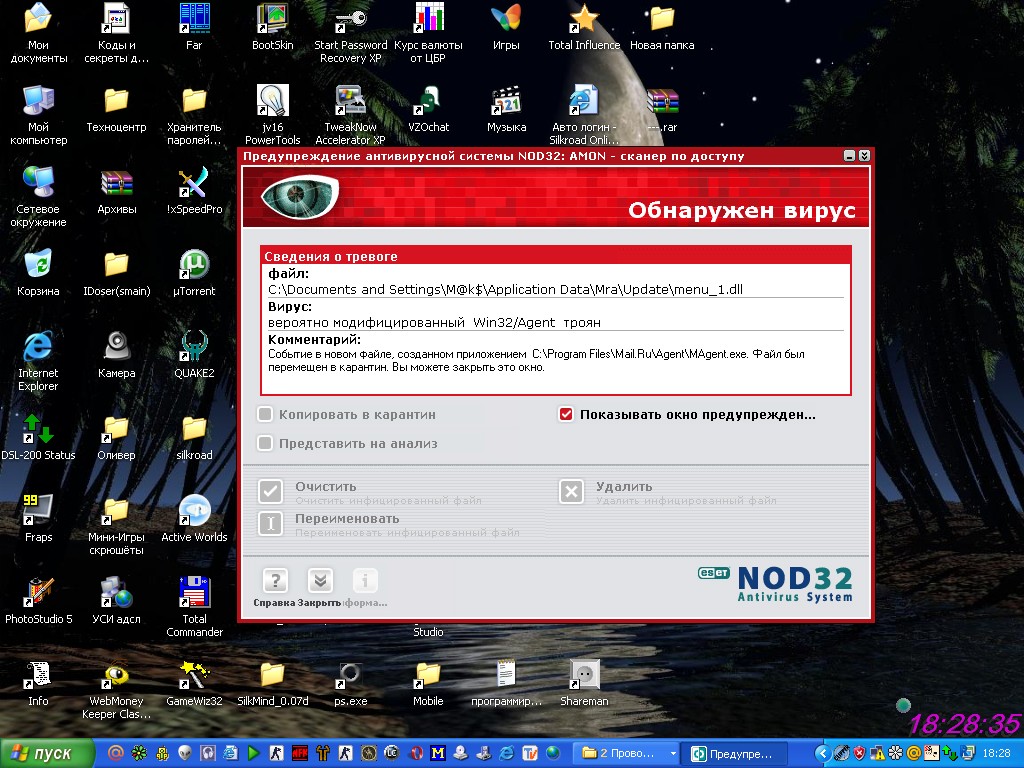 Мои документы
Коды и секреты д...
Far
BootSkin
Start Password Recovery XP
Курс валюты от ЦБР
Игры
Total Influence
Новая папка
Мой компьютер
Техноцентр
Хранитель паролей...
jv16 PowerTools
TweakNow Accelerator XP
VZOchat
Музыка
Авто логин - Silkroad Onli...
---.rar
Сетевое окружение
Архивы
!xSpeedPro
Корзина
IDoser(smain)
µTorrent
Internet Explorer
Камера
QUAKE2
DSL-200 Status
Оливер
silkroad
99
Fraps
Мини-Игры скрюшёты
Active Worlds
PhotoStudio 5
УСИ адсл
Total Commander
Studio
Info
WebMoney Keeper Clas...
GameWiz32
SilkMind_0.07d
ps.exe
Mobile
программир...
Shareman
Предупреждение антивирусной системы NOD32: AMON - сканер по доступу
Обнаружен вирус
Сведения о тревоге
файл:
C:\Documents and Settings\M@k$\Application Data\Mra\Update\menu_1.dll
Вирус:
вероятно модифицированный Win32/Agent троян
Комментарий:
Событие в новом файле, созданном приложением C:\Program Files\Mail.Ru\Agent\MAgent.exe. Файл был
перемещен в карантин. Вы можете закрыть это окно.
Копировать в карантин
Показывать окно предупрежден...
Представить на анализ
Очистить
Очистить инфицированный файл
Удалить
Удалить инфицированный файл
Переименовать
Переименовать инфицированный файл
Справка
Закрыть
форма...
eset NOD32
Antivirus System
18:28:35
пуск
2 Прово...
Предупре...
18:28